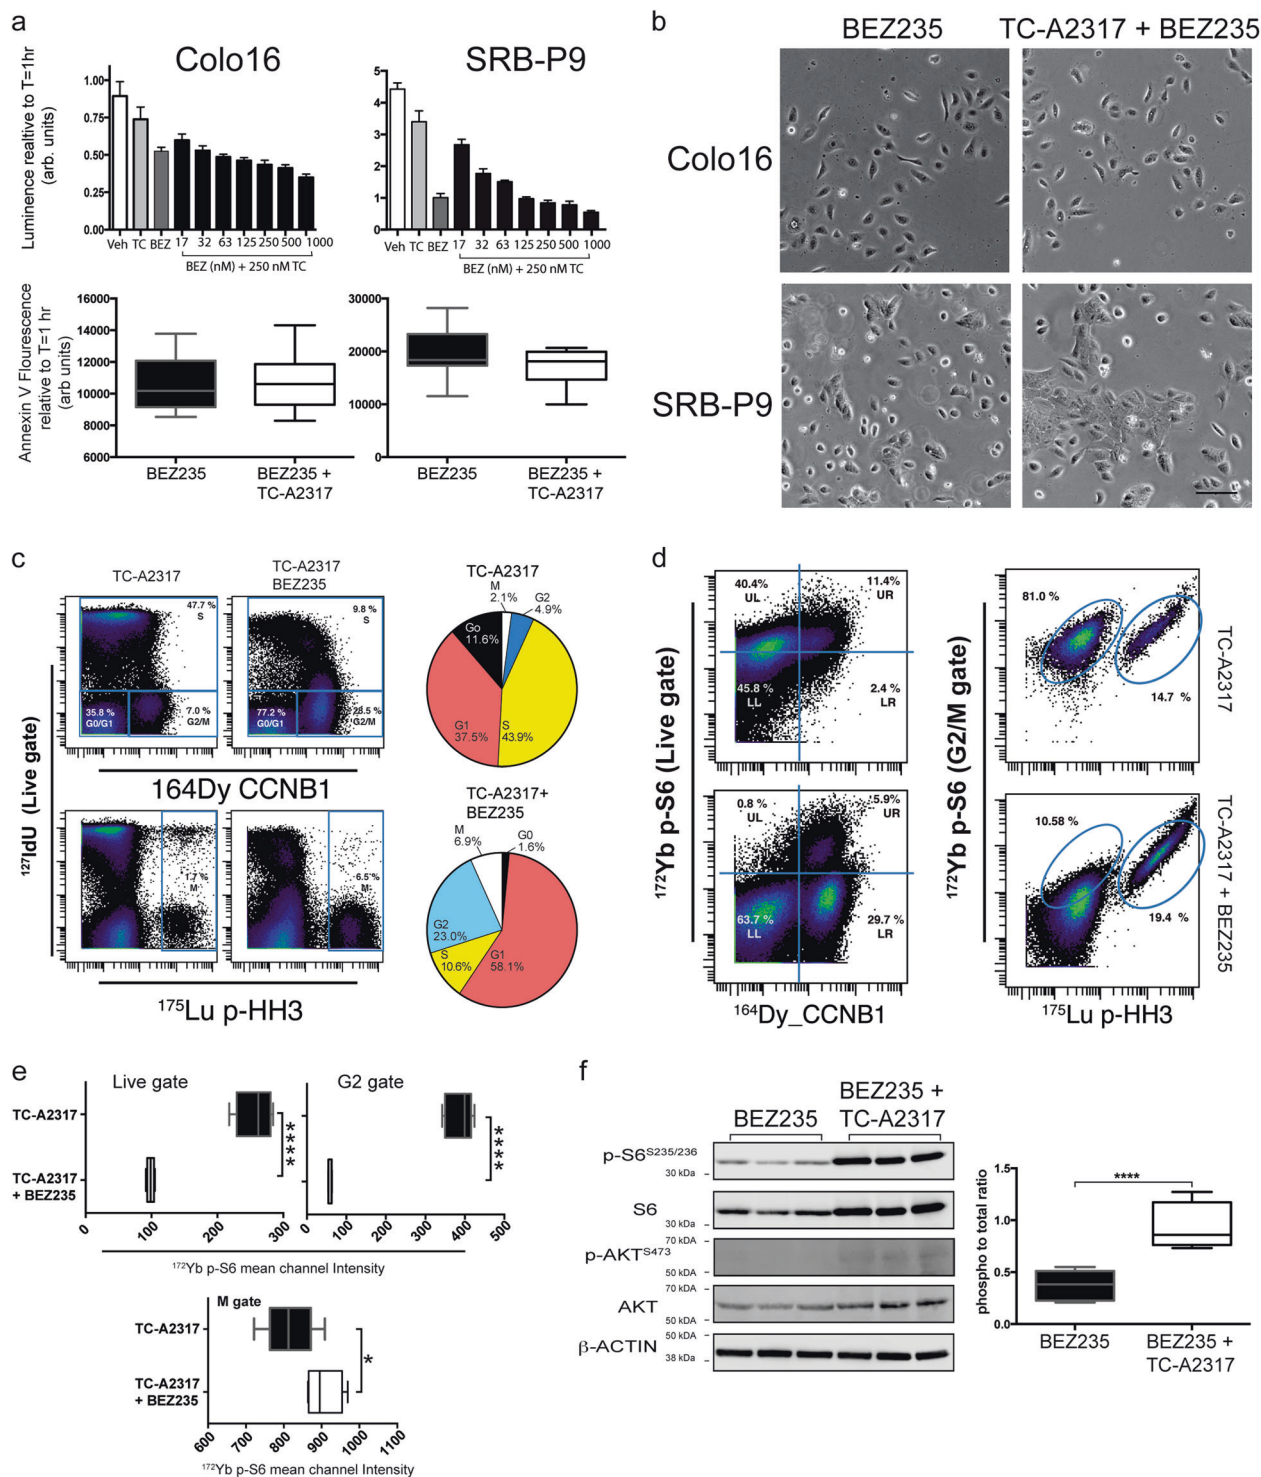 a
Colo16
SRB-P9
Luminence realtive to T=1hr
(arb. units)
1.00
0.75
0.50
0.25
0.00
Veh TC BEZ 17 32 63 125 250 500 1000
BEZ (nM) + 250 nM TC
5
4
3
2
1
0
Veh TC BEZ 17 32 63 125 250 500 1000
BEZ (nM) + 250 nM TC
Annexin V Flourescence
relative to T=1 hr
(arb units)
16000
14000
12000
10000
8000
6000
BEZ235
BEZ235 +
TC-A2317
30000
20000
10000
0
BEZ235
BEZ235 +
TC-A2317
b
BEZ235
TC-A2317 + BEZ235
Colo16
SRB-P9
c
TC-A2317
TC-A2317
BEZ235
¹²⁷IdU (Live gate)
47.7 %
S
35.8 %
G0/G1
7.0 %
G2/M
9.8 %
S
77.2 %
G0/G1
28.5 %
G2/M
164Dy CCNB1
1.7 %
M
6.5 %
M
¹⁷⁵Lu p-HH3
TC-A2317
M
2.1%
G2
4.9%
Go
11.6%
G1
37.5%
S
43.9%
TC-A2317+
BEZ235
M
6.9%
G0
1.6%
G2
23.0%
S
10.6%
G1
58.1%
d
¹⁷²Yb p-S6 (Live gate)
40.4%
UL
11.4%
UR
45.8 %
LL
2.4 %
LR
0.8 %
UL
5.9%
UR
63.7 %
LL
29.7 %
LR
¹⁶⁴Dy_CCNB1
¹⁷²Yb p-S6 (G2/M gate)
81.0 %
14.7 %
TC-A2317
10.58 %
19.4 %
TC-A2317 + BEZ235
¹⁷⁵Lu p-HH3
e
Live gate
G2 gate
TC-A2317
TC-A2317
+ BEZ235
****
****
0 100 200 300
0 100 200 300 400 500
¹⁷²Yb p-S6 mean channel Intensity
M gate
TC-A2317
TC-A2317
+ BEZ235
*
600 700 800 900 1000 1100
¹⁷²Yb p-S6 mean channel Intensity
f
BEZ235
BEZ235 +
TC-A2317
p-S6ˢ²³⁵/²³⁶
30 kDa
S6
30 kDa
p-AKTˢ⁴⁷³
70 kDA
50 kDA
AKT
70 kDA
50 kDA
β-ACTIN
50 kDA
38 kDa
phospho to total ratio
1.5
1.0
0.5
0.0
****
BEZ235
BEZ235 +
TC-A2317